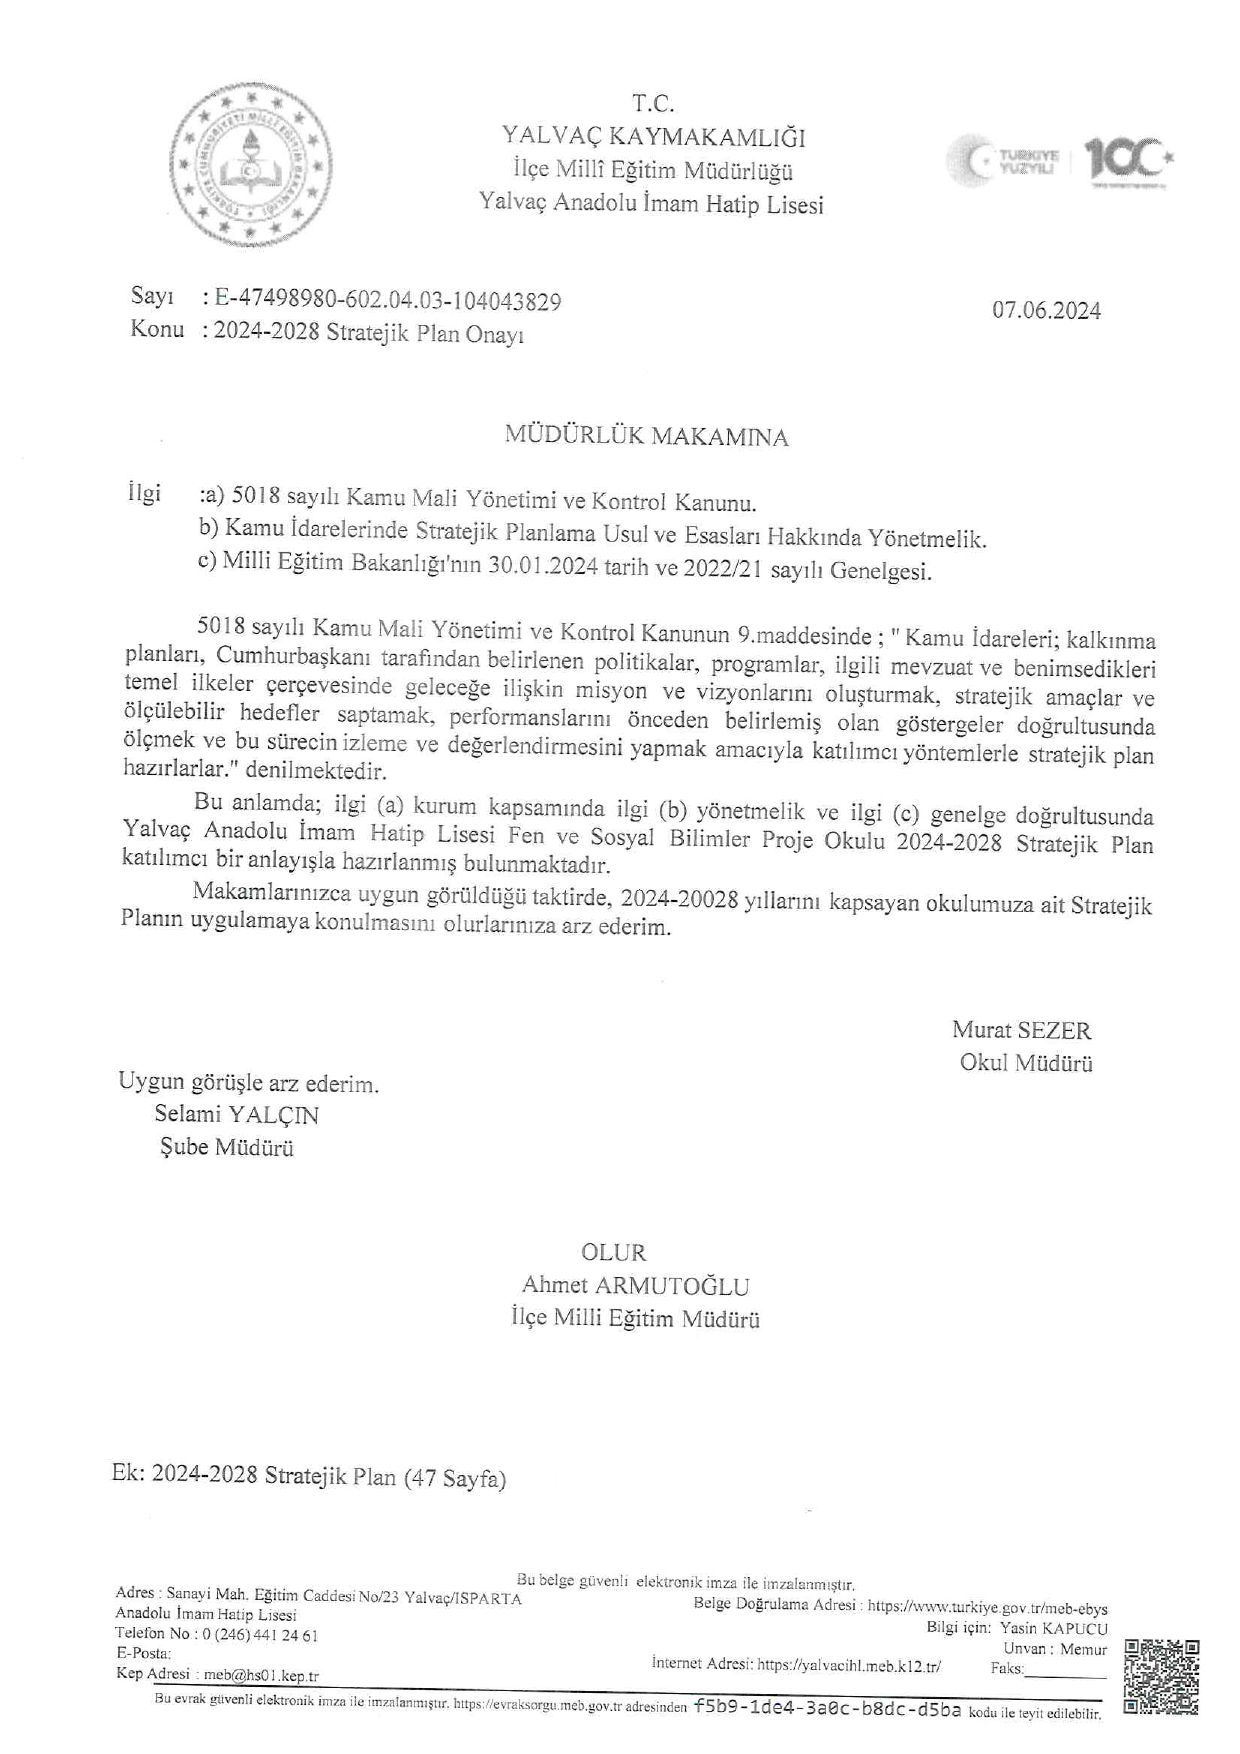 T.C.
YALVAÇ KAYMAKAMLIĞI
İlçe Millî Eğitim Müdürlüğü
Yalvaç Anadolu İmam Hatip Lisesi
TÜRKİYE
YÜZYILI
100
Sayı : E-47498980-602.04.03-104043829
07.06.2024
Konu : 2024-2028 Stratejik Plan Onayı
MÜDÜRLÜK MAKAMINA
İlgi :a) 5018 sayılı Kamu Mali Yönetimi ve Kontrol Kanunu.
b) Kamu İdarelerinde Stratejik Planlama Usul ve Esasları Hakkında Yönetmelik.
c) Milli Eğitim Bakanlığı'nın 30.01.2024 tarih ve 2022/21 sayılı Genelgesi.
5018 sayılı Kamu Mali Yönetimi ve Kontrol Kanunun 9.maddesinde ; " Kamu İdareleri; kalkınma
planları, Cumhurbaşkanı tarafından belirlenen politikalar, programlar, ilgili mevzuat ve benimsedikleri
temel ilkeler çerçevesinde geleceğe ilişkin misyon ve vizyonlarını oluşturmak, stratejik amaçlar ve
ölçülebilir hedefler saptamak, performanslarını önceden belirlemiş olan göstergeler doğrultusunda
ölçmek ve bu sürecin izleme ve değerlendirmesini yapmak amacıyla katılımcı yöntemlerle stratejik plan
hazırlarlar." denilmektedir.
Bu anlamda; ilgi (a) kurum kapsamında ilgi (b) yönetmelik ve ilgi (c) genelge doğrultusunda
Yalvaç Anadolu İmam Hatip Lisesi Fen ve Sosyal Bilimler Proje Okulu 2024-2028 Stratejik Plan
katılımcı bir anlayışla hazırlanmış bulunmaktadır.
Makamlarınızca uygun görüldüğü taktirde, 2024-20028 yıllarını kapsayan okulumuza ait Stratejik
Planın uygulamaya konulmasını olurlarınıza arz ederim.
Murat SEZER
Okul Müdürü
Uygun görüşle arz ederim.
Selami YALÇIN
Şube Müdürü
OLUR
Ahmet ARMUTOĞLU
İlçe Milli Eğitim Müdürü
Ek: 2024-2028 Stratejik Plan (47 Sayfa)
Bu belge güvenli elektronik imza ile imzalanmıştır.
Adres : Sanayi Mah. Eğitim Caddesi No/23 Yalvaç/ISPARTA
Belge Doğrulama Adresi : https://www.turkiye.gov.tr/meb-ebys
Anadolu İmam Hatip Lisesi
Bilgi için: Yasin KAPUCU
Telefon No : 0 (246) 441 24 61
Unvan : Memur
E-Posta:
İnternet Adresi: https://yalvacihl.meb.k12.tr/ Faks:________
Kep Adresi : meb@hs01.kep.tr
Bu evrak güvenli elektronik imza ile imzalanmıştır. https://evraksorgu.meb.gov.tr adresinden f5b9-1de4-3a0c-b8dc-d5ba kodu ile teyit edilebilir.